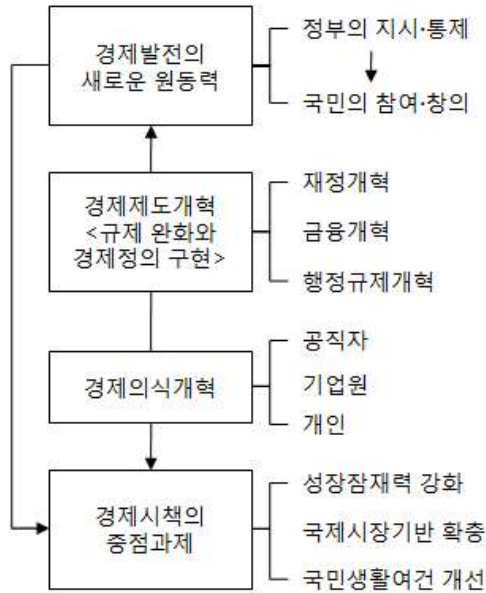 경제발전의
새로운 원동력
정부의 지시·통제
국민의 참여·창의
경제제도개혁
<규제 완화와
경제정의 구현>
재정개혁
금융개혁
행정규제개혁
경제의식개혁
공직자
기업원
개인
경제시책의
중점과제
성장잠재력 강화
국제시장기반 확충
국민생활여건 개선